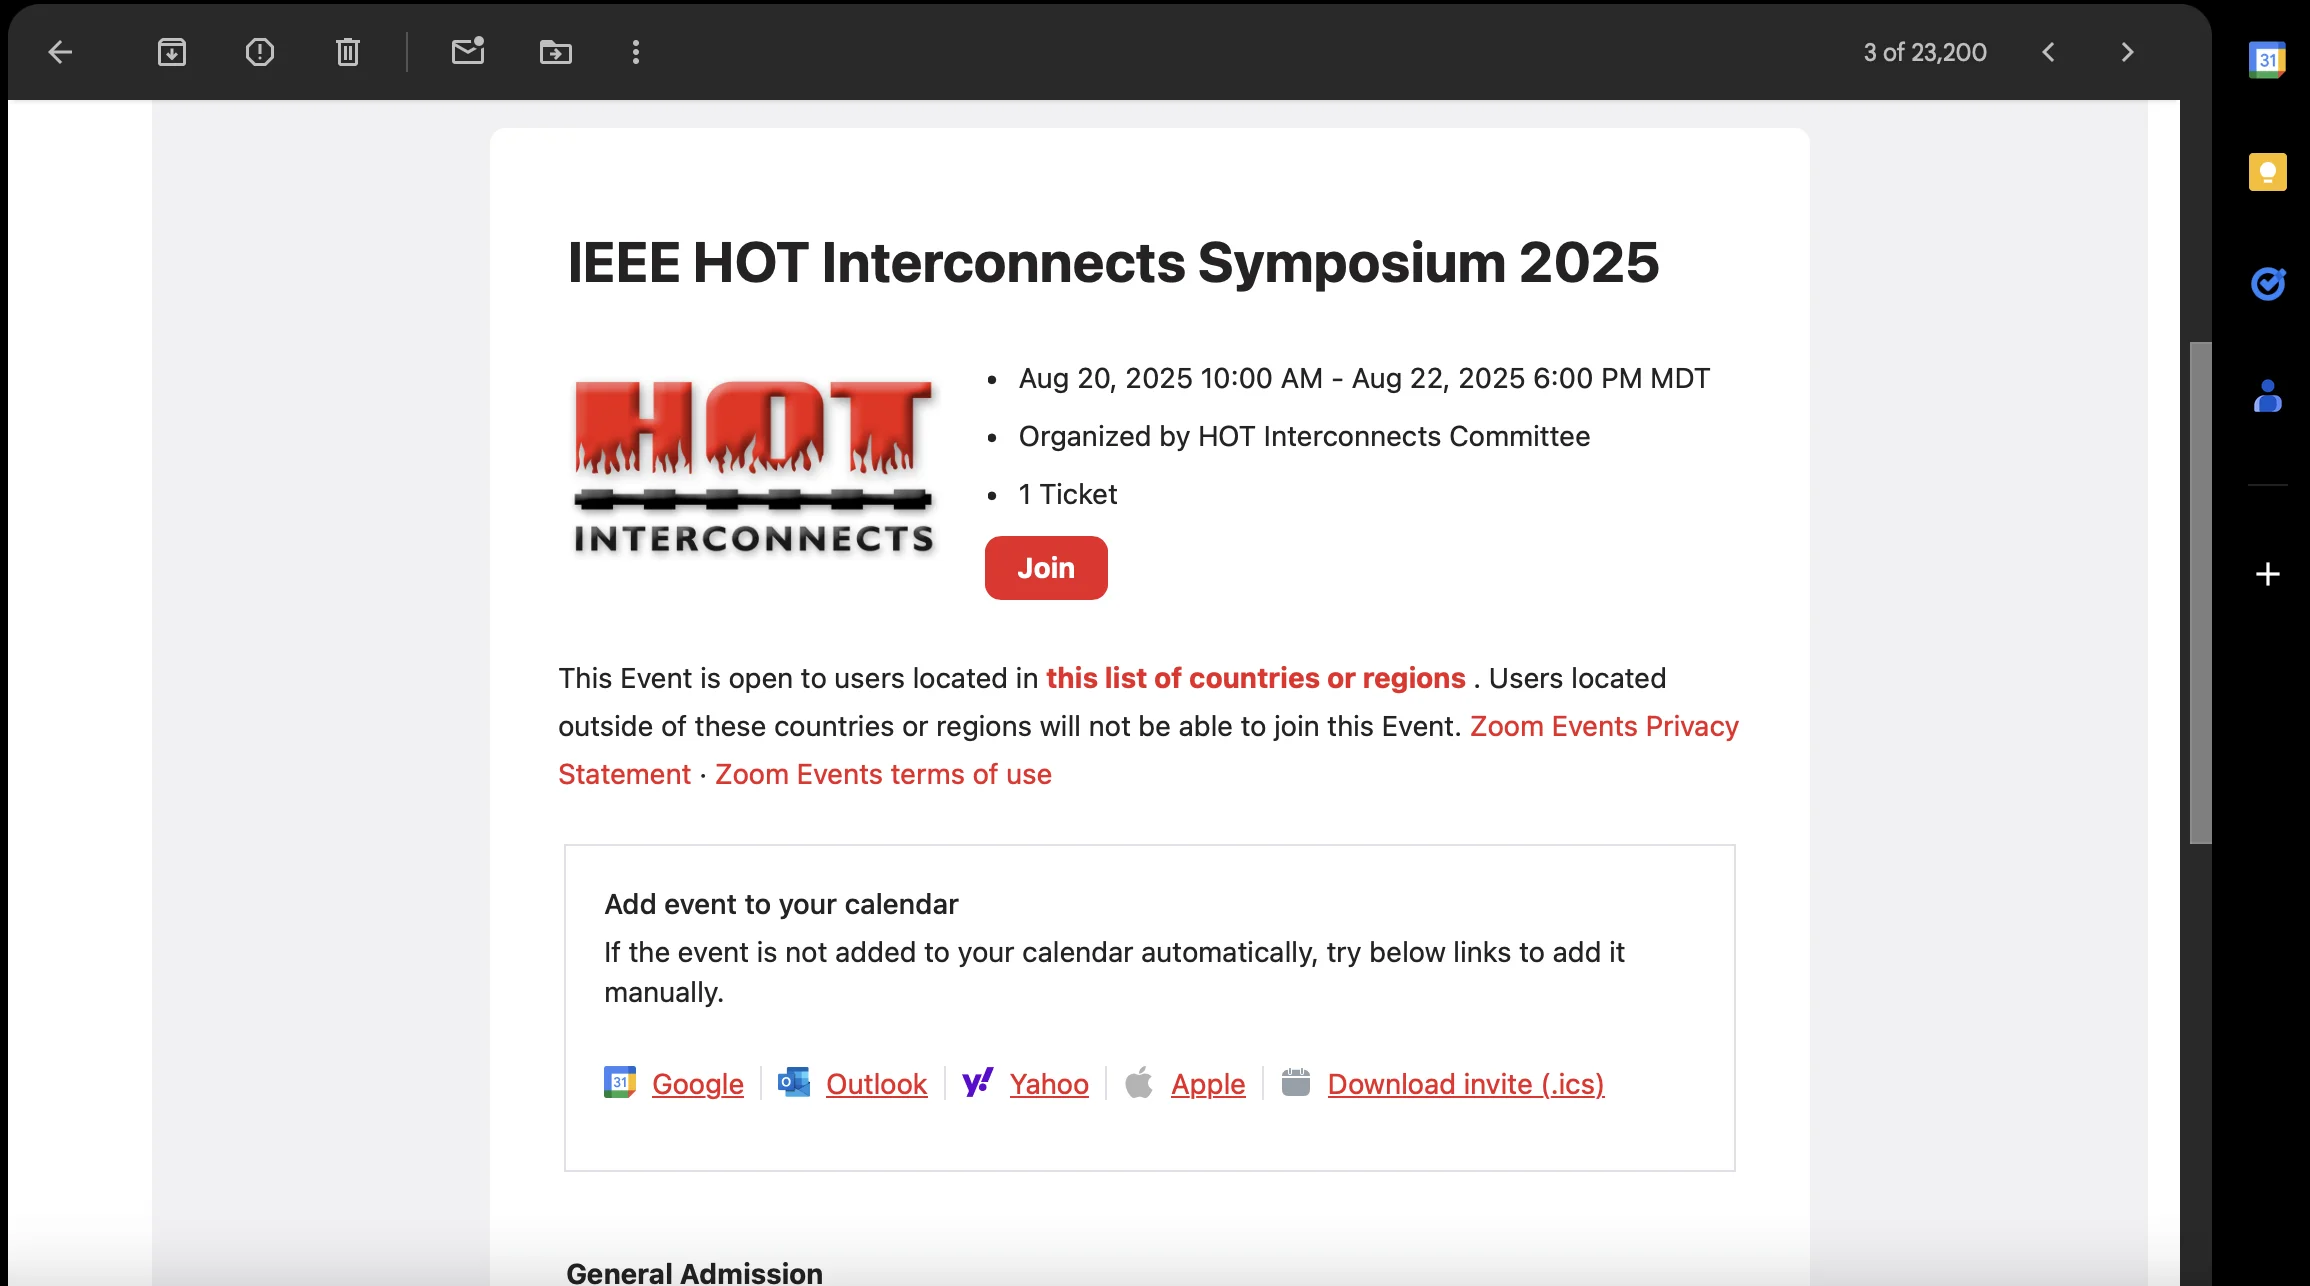 3 of 23,200
31
IEEE HOT Interconnects Symposium 2025
HOT
INTERCONNECTS
• Aug 20, 2025 10:00 AM - Aug 22, 2025 6:00 PM MDT
• Organized by HOT Interconnects Committee
• 1 Ticket
Join
This Event is open to users located in this list of countries or regions . Users located
outside of these countries or regions will not be able to join this Event. Zoom Events Privacy
Statement · Zoom Events terms of use
Add event to your calendar
If the event is not added to your calendar automatically, try below links to add it
manually.
31 Google | O Outlook | y! Yahoo | Apple | Download invite (.ics)
General Admission